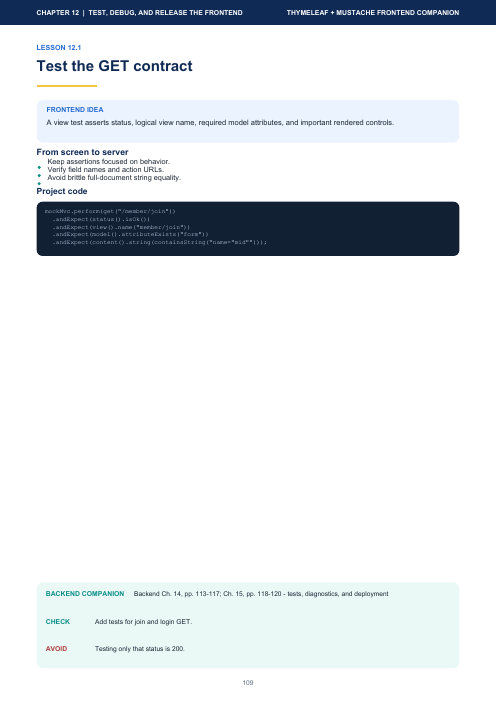 CHAPTER 12 | TEST, DEBUG, AND RELEASE THE FRONTEND
THYMELEAF + MUSTACHE FRONTEND COMPANION
LESSON 12.1
Test the GET contract
FRONTEND IDEA
A view test asserts status, logical view name, required model attributes, and important rendered controls.
From screen to server
Keep assertions focused on behavior.
Verify field names and action URLs.
Avoid brittle full-document string equality.
Project code
mockMvc.perform(get("/member/join"))
.andExpect(status().isOk())
.andExpect(view().name("member/join"))
.andExpect(model().attributeExists("form"))
.andExpect(content().string(containsString("name="mid"")));
BACKEND COMPANION Backend Ch. 14, pp. 113-117; Ch. 15, pp. 118-120 - tests, diagnostics, and deployment
CHECK Add tests for join and login GET.
AVOID Testing only that status is 200.
109